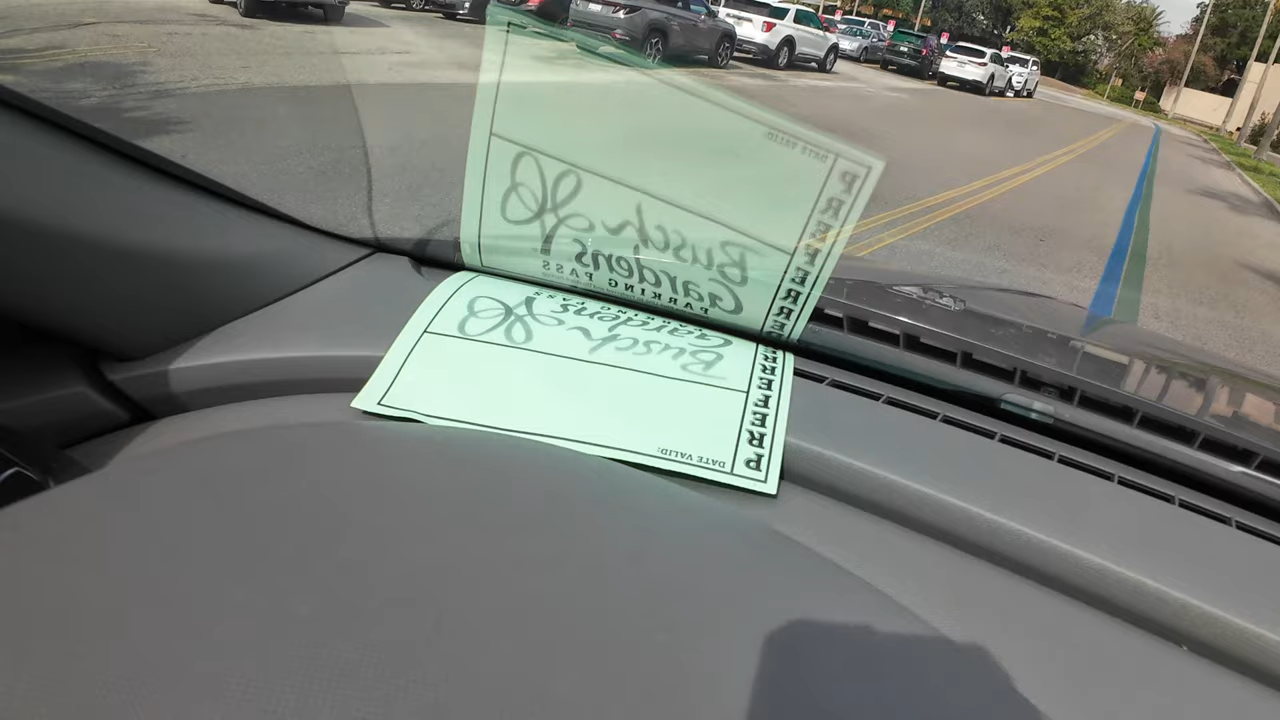 PREFERRED
Busch
Gardens
PARKING PASS
DATE VALID: